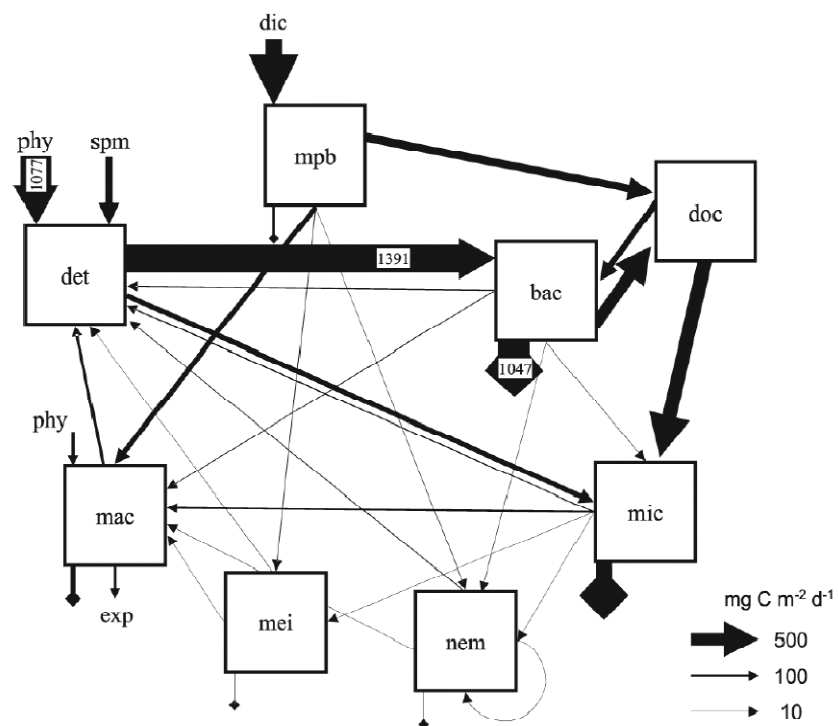 dic
phy
spm
1077
mpb
doc
det
1391
bac
1047
phy
mac
mic
exp
mei
nem
mg C m-2 d-1
500
100
10